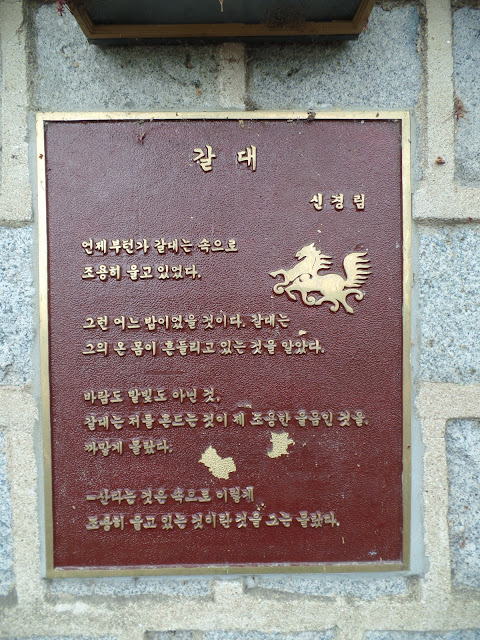 갈 대
신 경 림
언제부턴가 갈대는 속으로
조용히 울고 있었다.
그런 어느 밤이었을 것이다. 갈대는
그의 온 몸이 흔들리고 있는 것을 알았다.
바람도 달빛도 아닌 것,
갈대는 저를 흔드는 것이 제 조용한 울음인 것을
까맣게 몰랐다.
—산다는 것은 속으로 이렇게
조용히 울고 있는 것이란 것을 그는 몰랐다.